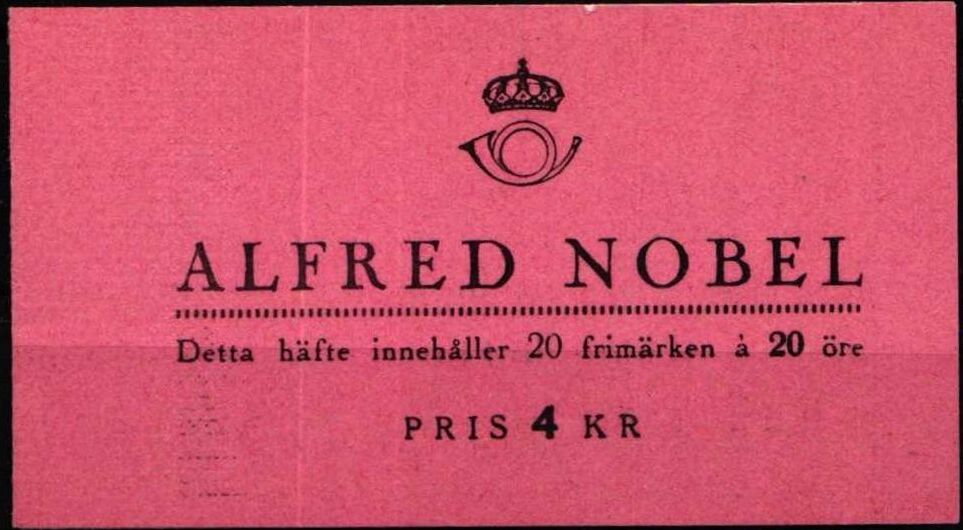 ALFRED NOBEL
Detta häfte innehåller 20 frimärken à 20 öre
PRIS 4 KR